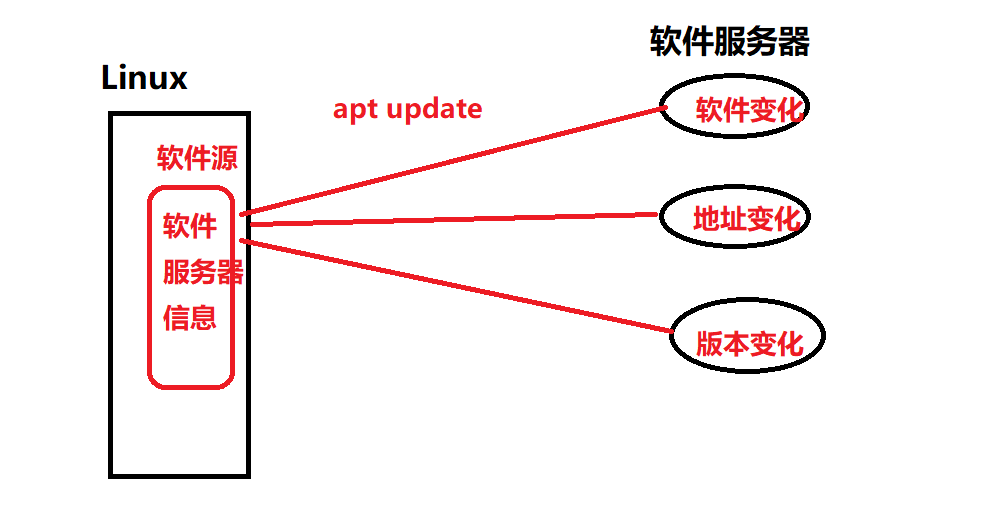 软件服务器
Linux
apt update
软件变化
软件源
软件
服务器
信息
地址变化
版本变化